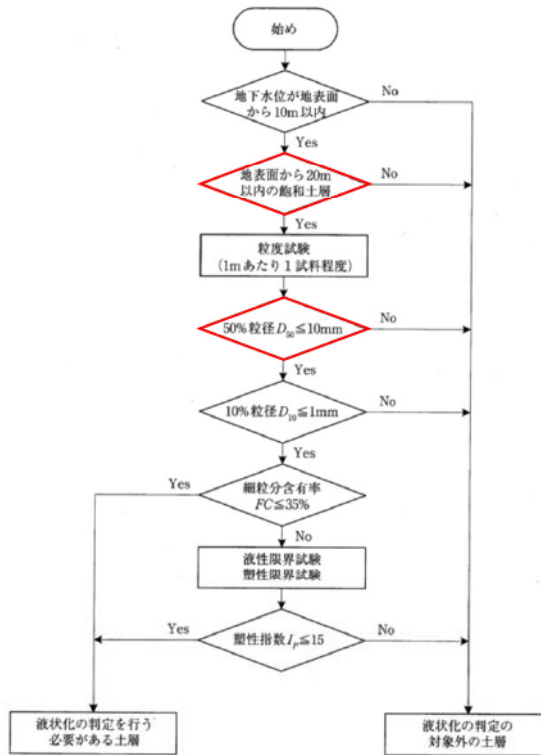 始め
地下水位が地表面
から10m以内
No
Yes
地表面から20m
以内の飽和土層
No
Yes
粒度試験
(1mあたり1試料程度)
50%粒径D50≦10mm
No
Yes
10%粒径D10≦1mm
No
Yes
細粒分含有率
FC≦35%
Yes
No
液性限界試験
塑性限界試験
塑性指数IP≦15
Yes
No
液状化の判定を行う
必要がある土層
液状化の判定の
対象外の土層